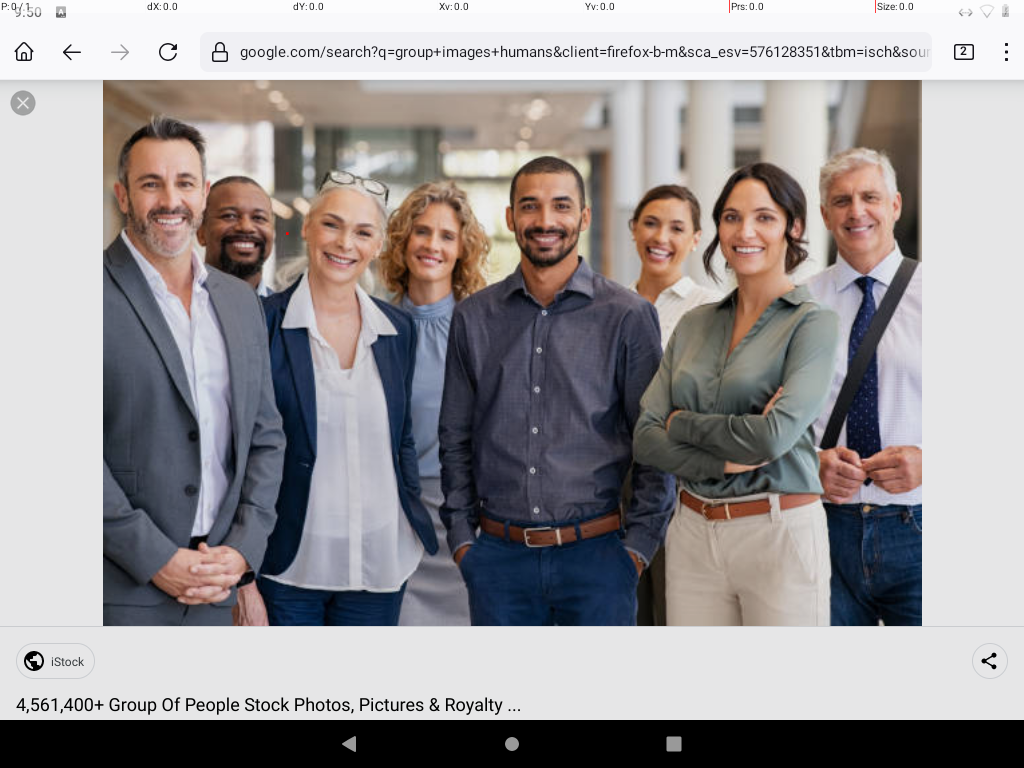 P: 0 / 1 dX: 0.0 dY: 0.0 Xv: 0.0 Yv: 0.0 Prs: 0.0 Size: 0.0
9:50 A
google.com/search?q=group+images+humans&client=firefox-b-m&sca_esv=576128351&tbm=isch&sour
2
iStock
4,561,400+ Group Of People Stock Photos, Pictures & Royalty ...